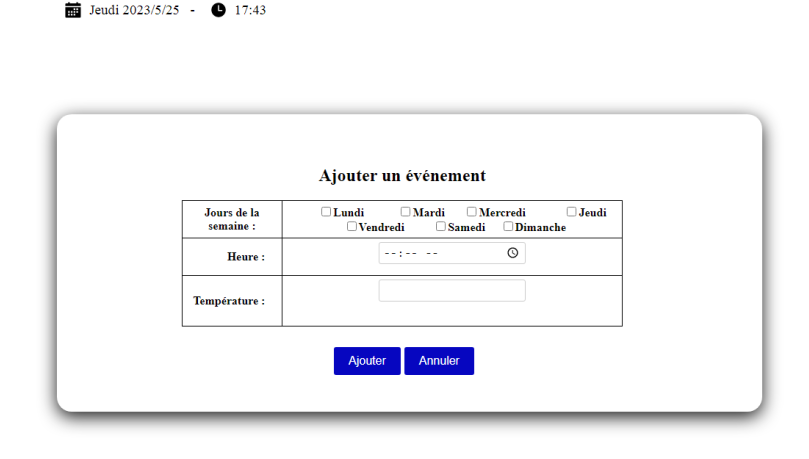 Jeudi 2023/5/25 - 17:43
Ajouter un événement
Jours de la semaine :
Lundi Mardi Mercredi Jeudi
Vendredi Samedi Dimanche
Heure :
--:-- --
Température :
Ajouter Annuler